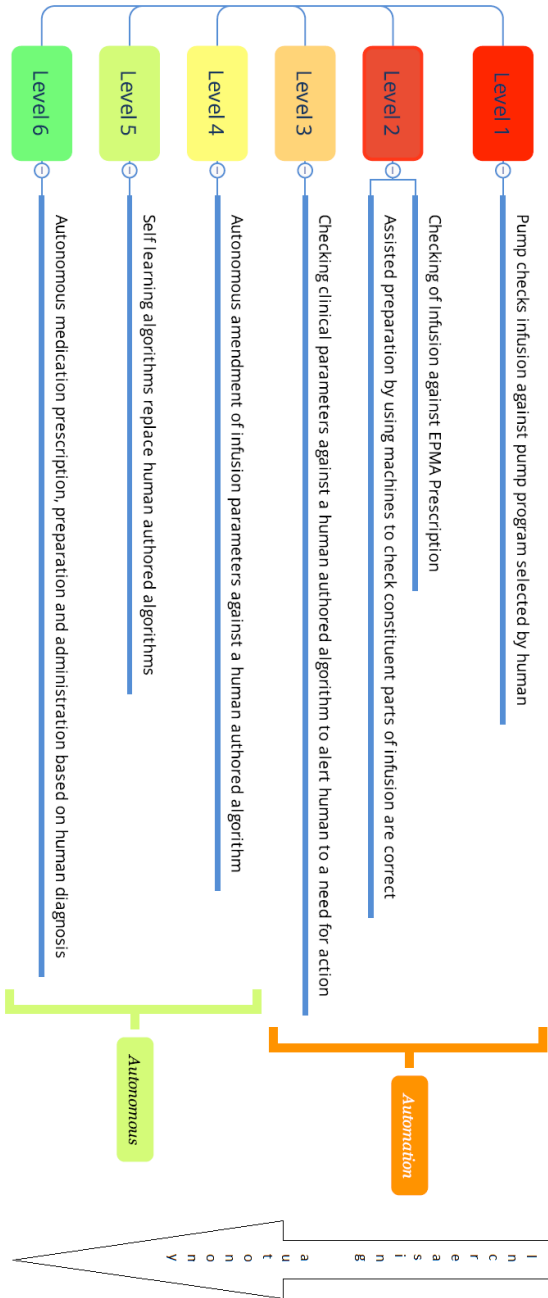 Level 1
Pump checks infusion against pump program selected by human
Level 2
Checking of Infusion against EPMA Prescription
Assisted preparation by using machines to check constituent parts of infusion are correct
Level 3
Checking clinical parameters against a human authored algorithm to alert human to a need for action
Level 4
Autonomous amendment of infusion parameters against a human authored algorithm
Level 5
Self learning algorithms replace human authored algorithms
Level 6
Autonomous medication prescription, preparation and administration based on human diagnosis
Automation
Autonomous
Incraesing autonony